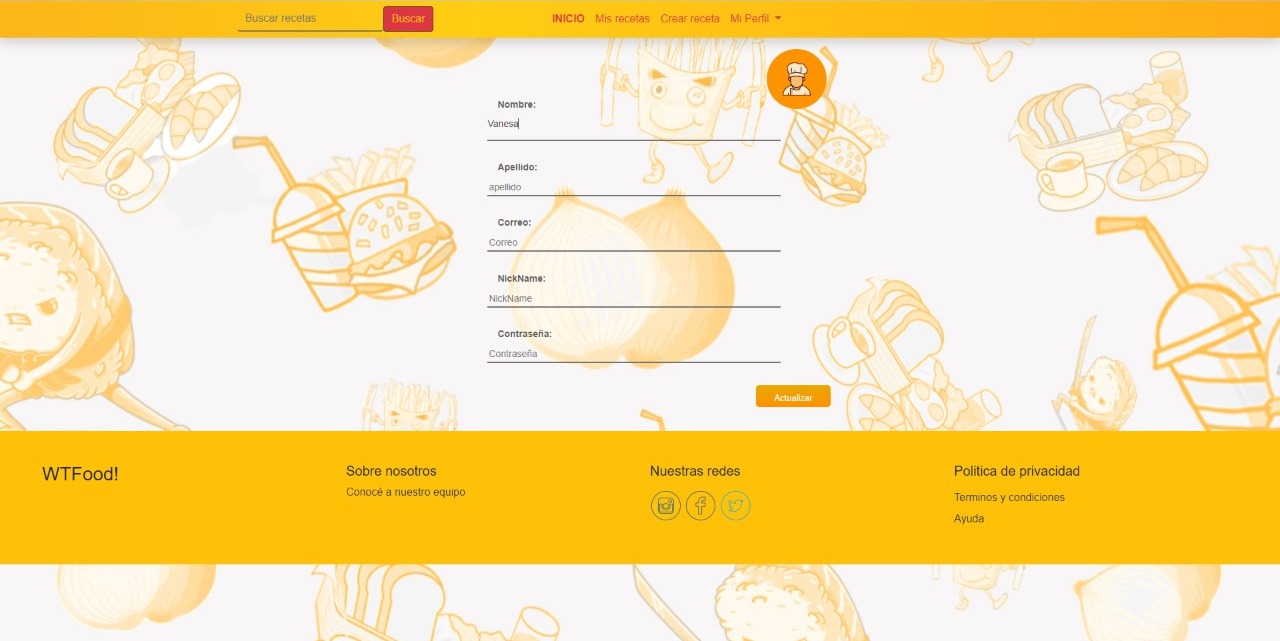 Buscar recetas
Buscar
INICIO
Mis recetas
Crear receta
Mi Perfil
Nombre:
Vanesa
Apellido:
apellido
Correo:
Correo
NickName:
NickName
Contraseña:
Contraseña
Actualizar
WTFood!
Sobre nosotros
Conocé a nuestro equipo
Nuestras redes
Politica de privacidad
Terminos y condiciones
Ayuda